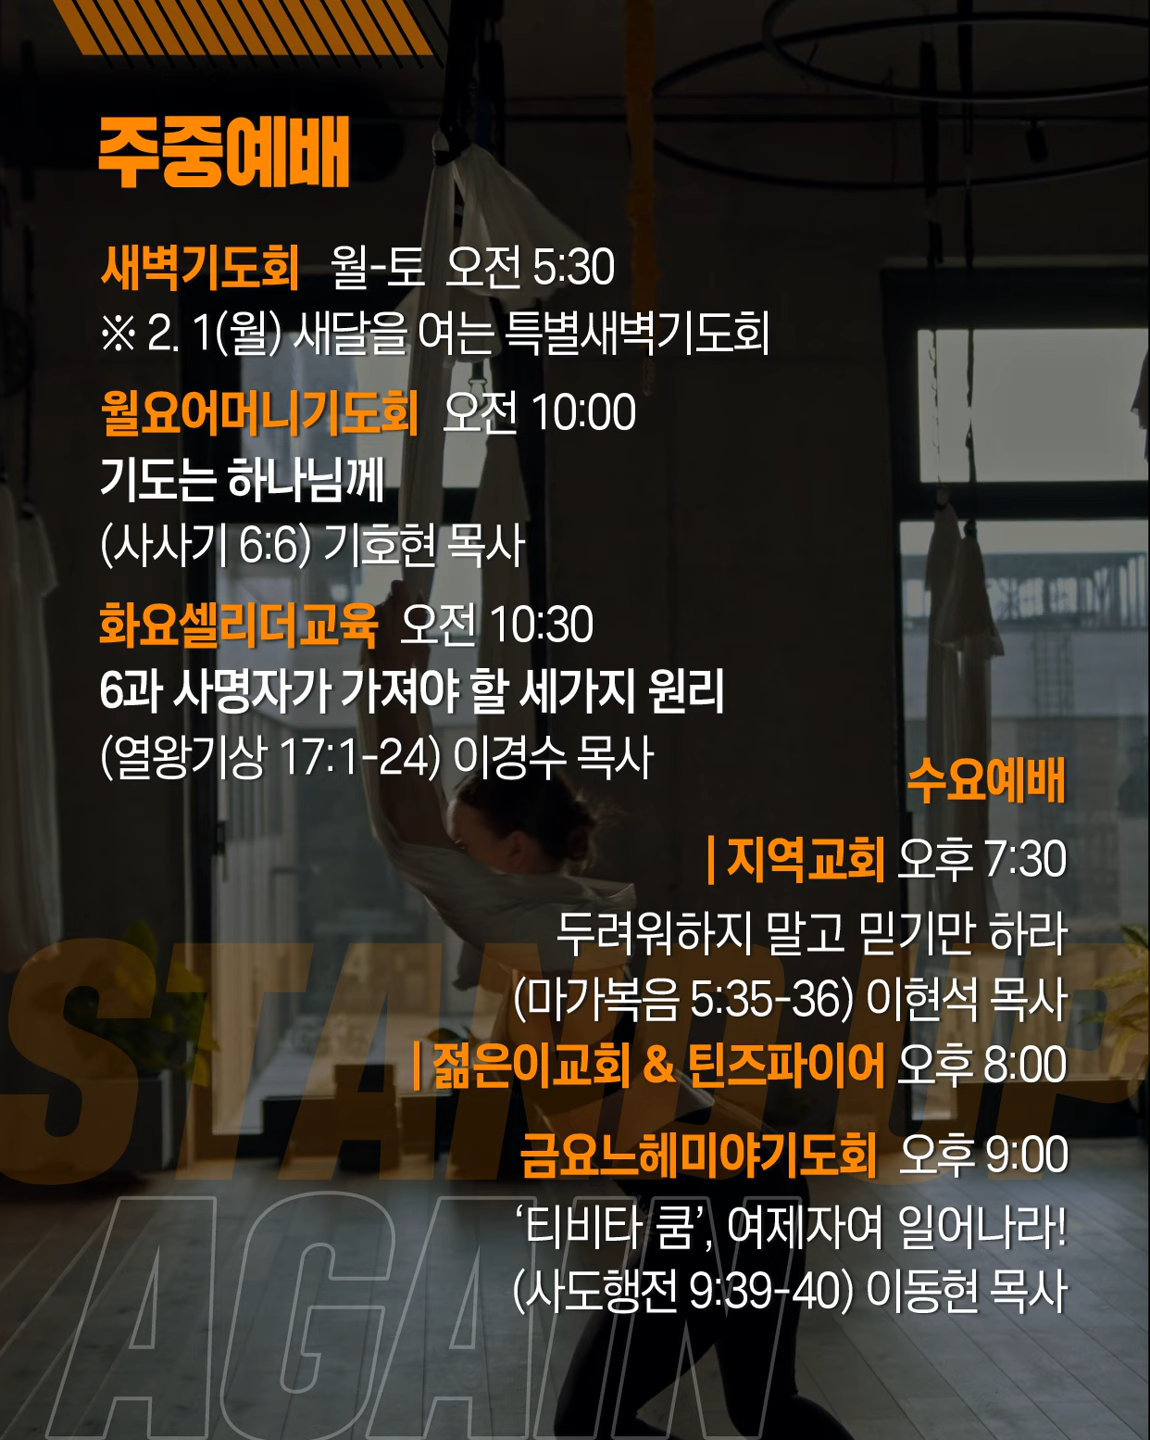 주중예배
새벽기도회 월-토 오전 5:30
※ 2. 1(월) 새달을 여는 특별새벽기도회
월요어머니기도회 오전 10:00
기도는 하나님께
(사사기 6:6) 기호현 목사
화요셀리더교육 오전 10:30
6과 사명자가 가져야 할 세가지 원리
(열왕기상 17:1-24) 이경수 목사
수요예배
| 지역교회 오후 7:30
두려워하지 말고 믿기만 하라
(마가복음 5:35-36) 이현석 목사
| 젊은이교회 & 틴즈파이어 오후 8:00
금요느헤미야기도회 오후 9:00
‘티비타 쿰’, 여제자여 일어나라!
(사도행전 9:39-40) 이동현 목사
STAND UP
AGAIN